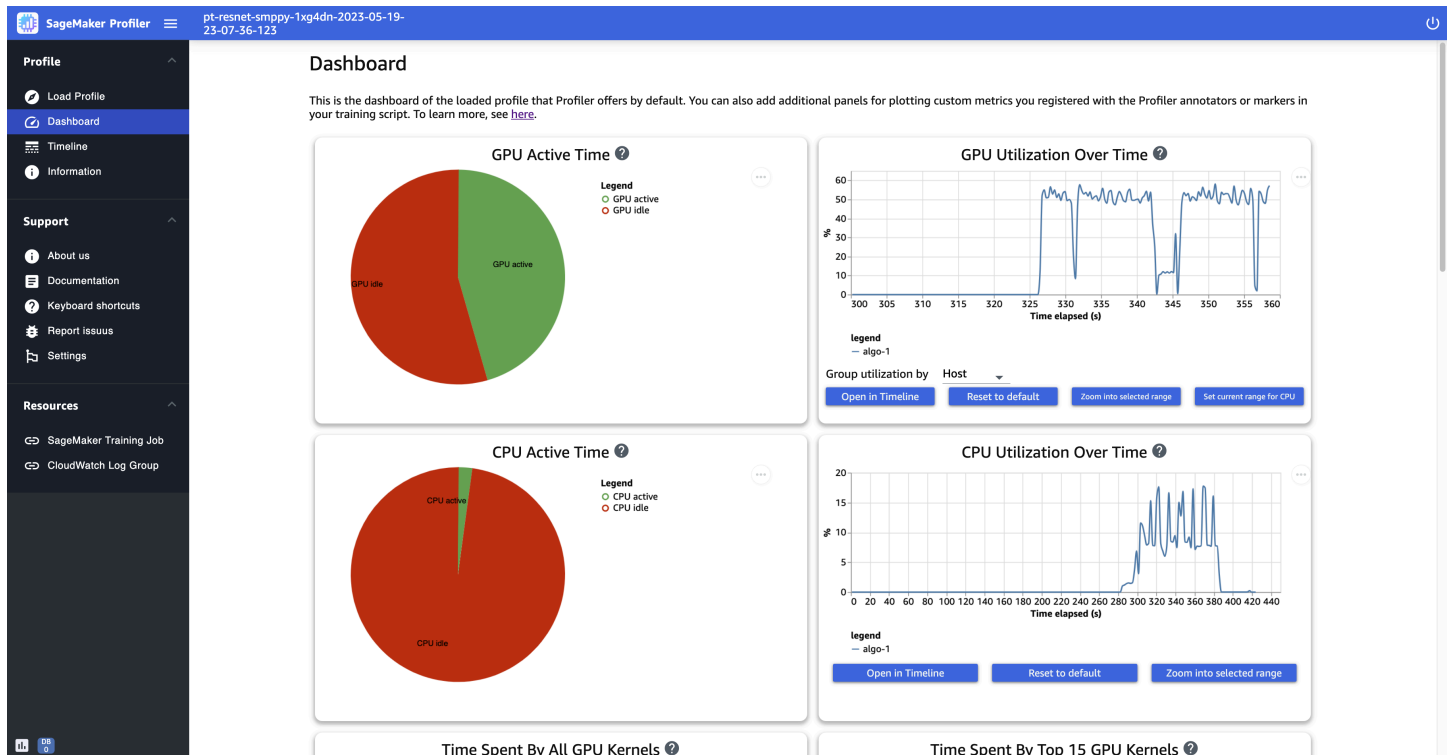 SageMaker Profiler
pt-resnet-smppy-1xg4dn-2023-05-19-
23-07-36-123
Profile
Load Profile
Dashboard
Timeline
Information
Support
About us
Documentation
Keyboard shortcuts
Report issuus
Settings
Resources
SageMaker Training Job
CloudWatch Log Group
DB
0
Dashboard
This is the dashboard of the loaded profile that Profiler offers by default. You can also add additional panels for plotting custom metrics you registered with the Profiler annotators or markers in
your training script. To learn more, see here.
GPU Active Time ?
Legend
GPU active
GPU idle
GPU active
GPU idle
GPU Utilization Over Time ?
60
50
40
30
20
10
0
%
300 305 310 315 320 325 330 335 340 345 350 355 360
Time elapsed (s)
legend
algo-1
Group utilization by Host
Open in Timeline Reset to default Zoom into selected range Set current range for CPU
CPU Active Time ?
Legend
CPU active
CPU idle
CPU active
CPU idle
CPU Utilization Over Time ?
20
15
10
5
0
%
0 20 40 60 80 100 120 140 160 180 200 220 240 260 280 300 320 340 360 380 400 420 440
Time elapsed (s)
legend
algo-1
Open in Timeline Reset to default Zoom into selected range
Time Spent By All GPU Kernels ?
Time Spent By Top 15 GPU Kernels ?